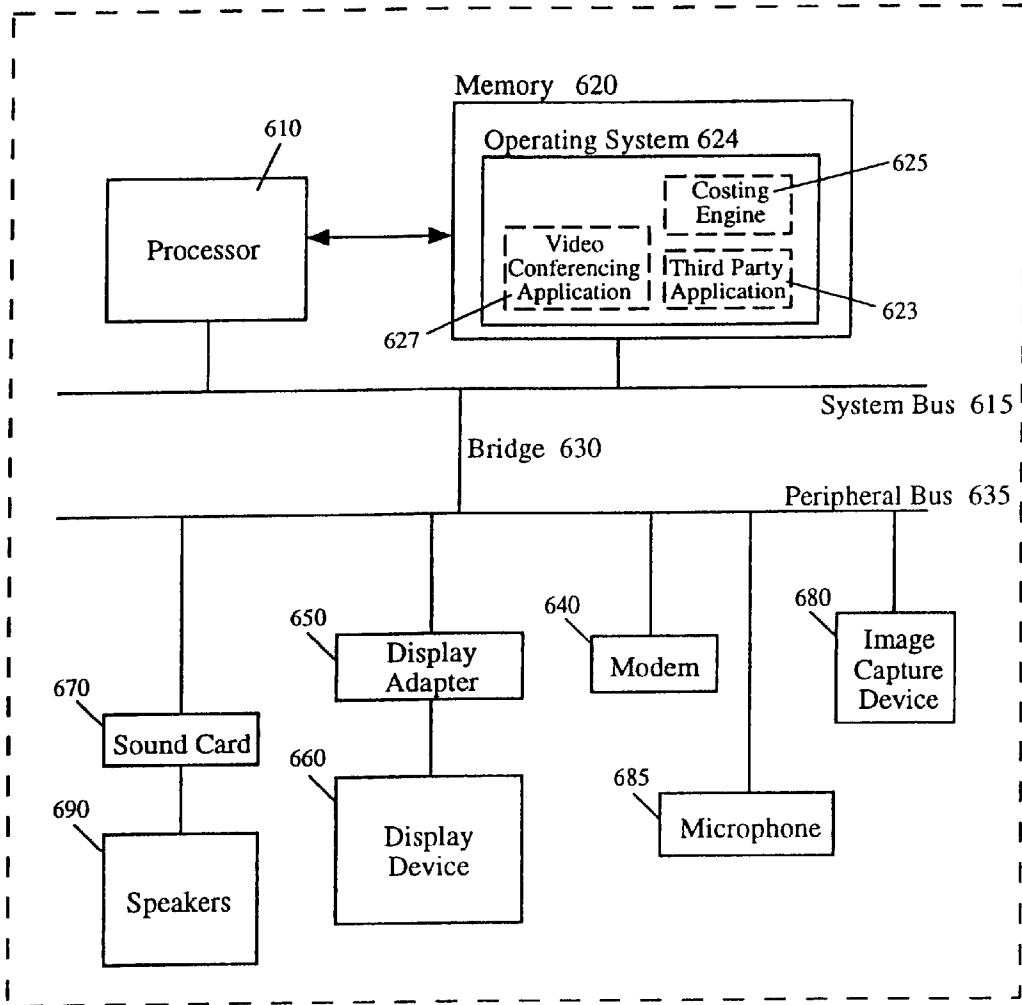 Memory 620
610
Operating System 624
625
Costing
Engine
Processor
Video
Conferencing
Application
Third Party
Application
627
623
System Bus 615
Bridge 630
Peripheral Bus 635
650
Display
Adapter
640
Modem
680
Image
Capture
Device
670
Sound Card
660
Display
Device
685
Microphone
690
Speakers